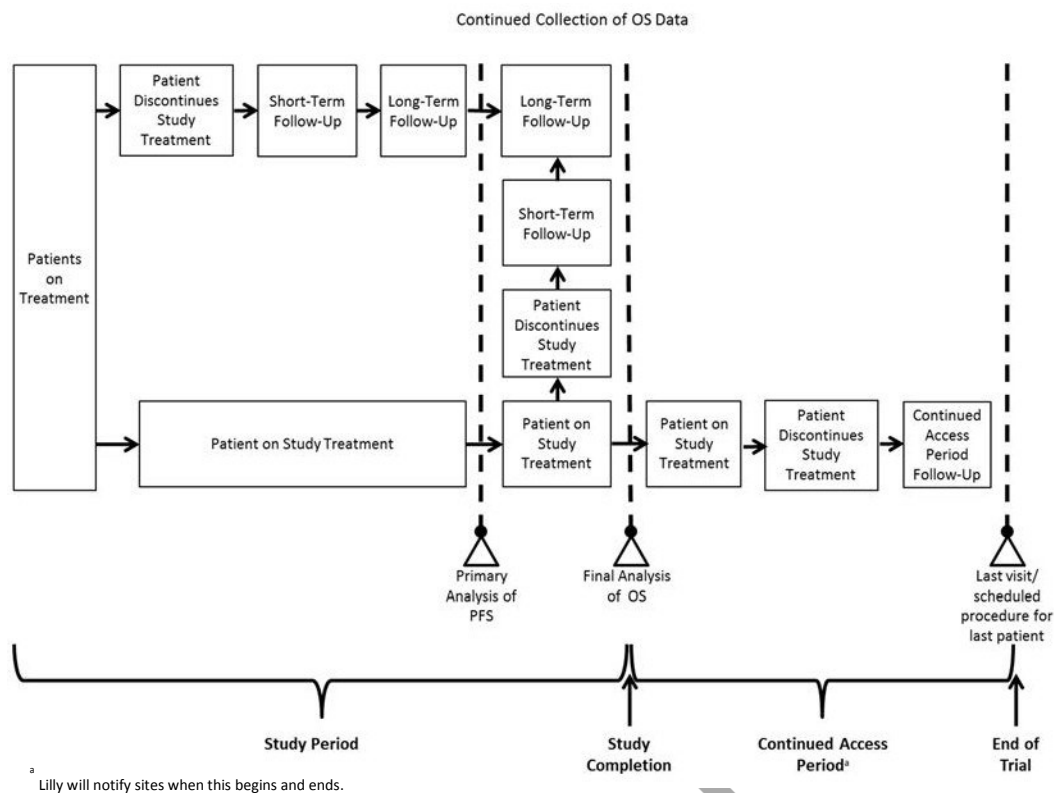 Continued Collection of OS Data
Patients
on
Treatment
Patient
Discontinues
Study
Treatment
Short-Term
Follow-Up
Long-Term
Follow-Up
Long-Term
Follow-Up
Short-Term
Follow-Up
Patient
Discontinues
Study
Treatment
Patient on Study Treatment
Patient on
Study
Treatment
Patient on
Study
Treatment
Patient
Discontinues
Study
Treatment
Continued
Access
Period
Follow-Up
Primary
Analysis of
PFS
Final Analysis
of OS
Last visit/
scheduled
procedure for
last patient
Study Period
Study
Completion
Continued Access
Periodᵃ
End of
Trial
ᵃ Lilly will notify sites when this begins and ends.